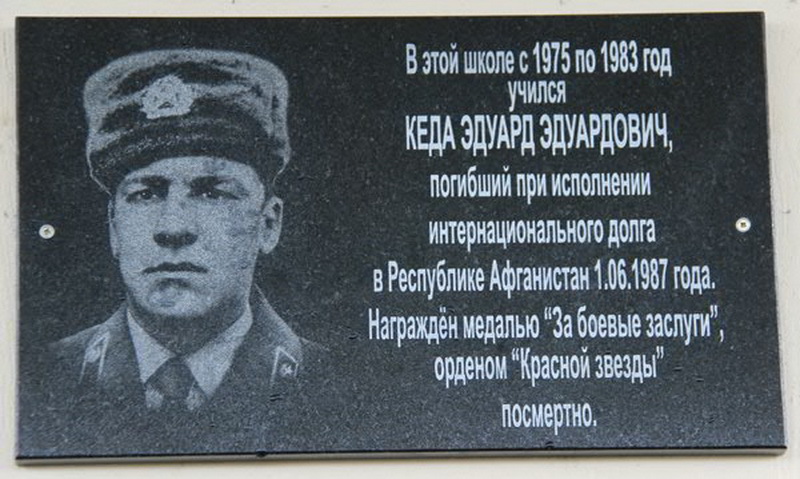 В этой школе с 1975 по 1983 год
учился
КЕДА ЭДУАРД ЭДУАРДОВИЧ,
погибший при исполнении
интернационального долга
в Республике Афганистан 1.06.1987 года.
Награждён медалью "За боевые заслуги",
орденом "Красной звезды"
посмертно.